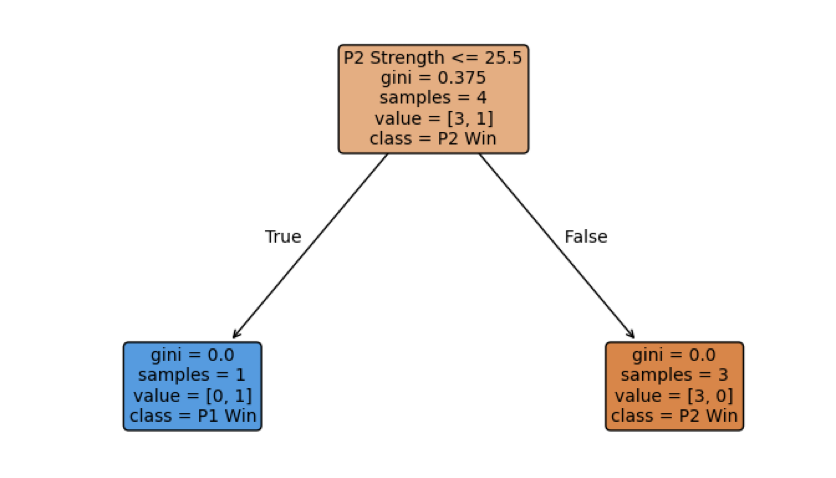 P2 Strength <= 25.5
gini = 0.375
samples = 4
value = [3, 1]
class = P2 Win
True
False
gini = 0.0
samples = 1
value = [0, 1]
class = P1 Win
gini = 0.0
samples = 3
value = [3, 0]
class = P2 Win